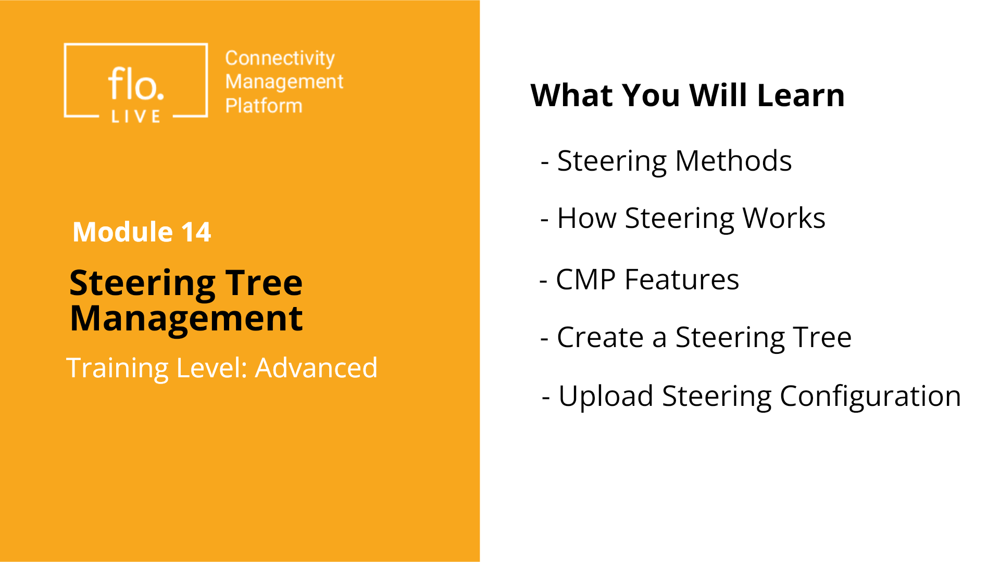 flo.
LIVE
Connectivity
Management
Platform
Module 14
Steering Tree
Management
Training Level: Advanced
What You Will Learn
- Steering Methods
- How Steering Works
- CMP Features
- Create a Steering Tree
- Upload Steering Configuration